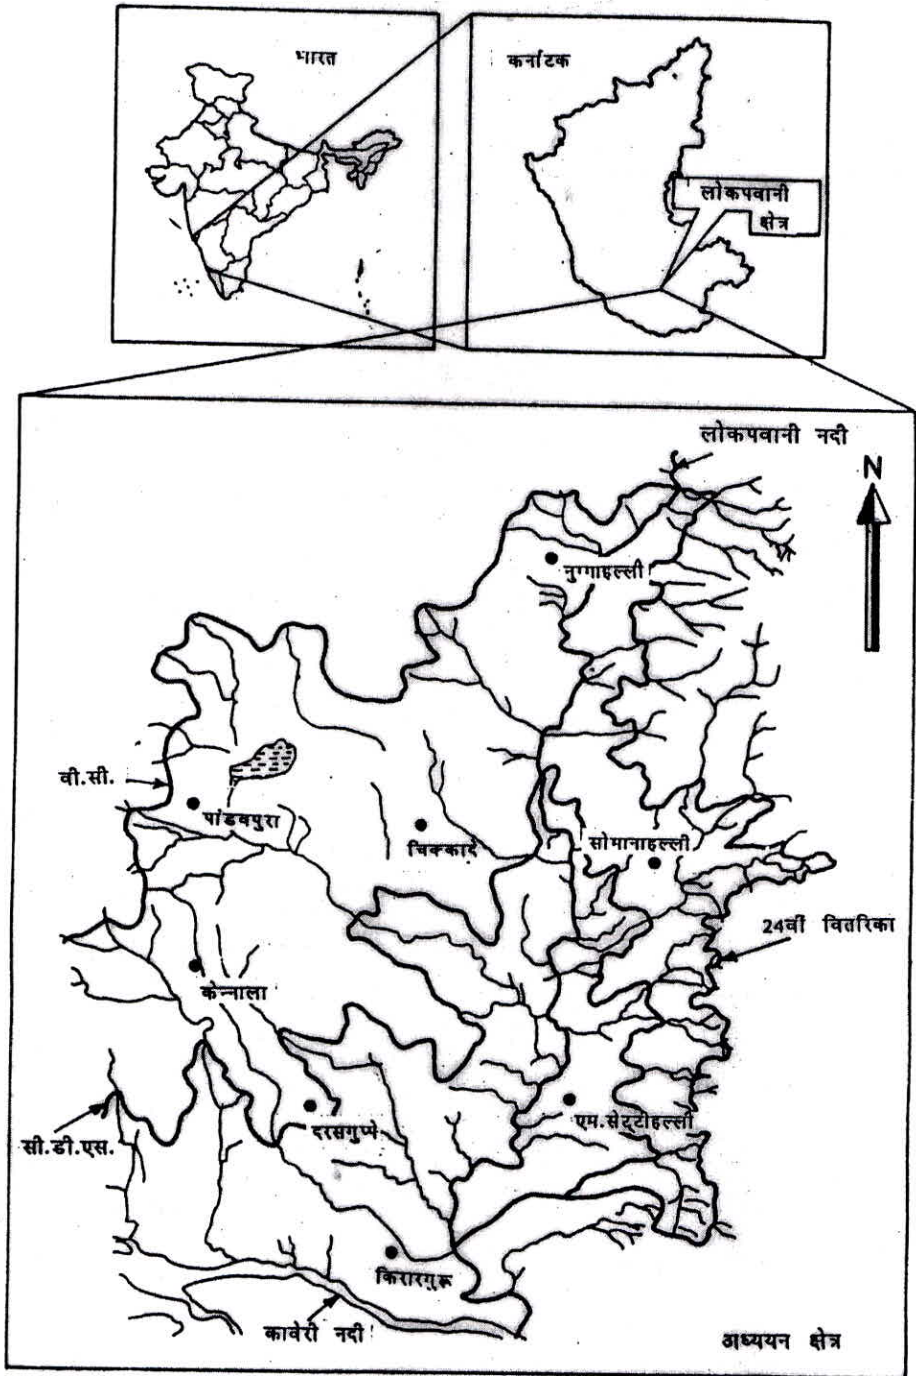 भारत
कर्नाटक
लोकपवानी
क्षेत्र
लोकपवानी नदी
N
नुग्गाहल्ली
वी.सी.
पांडवपुरा
चिक्कादे
सोमानाहल्ली
24वीं वितरिका
केन्नाला
एम.सेट्टीहल्ली
दरसगुप्पे
सी.डी.एस.
किरारगुरू
कावेरी नदी
अध्ययन क्षेत्र